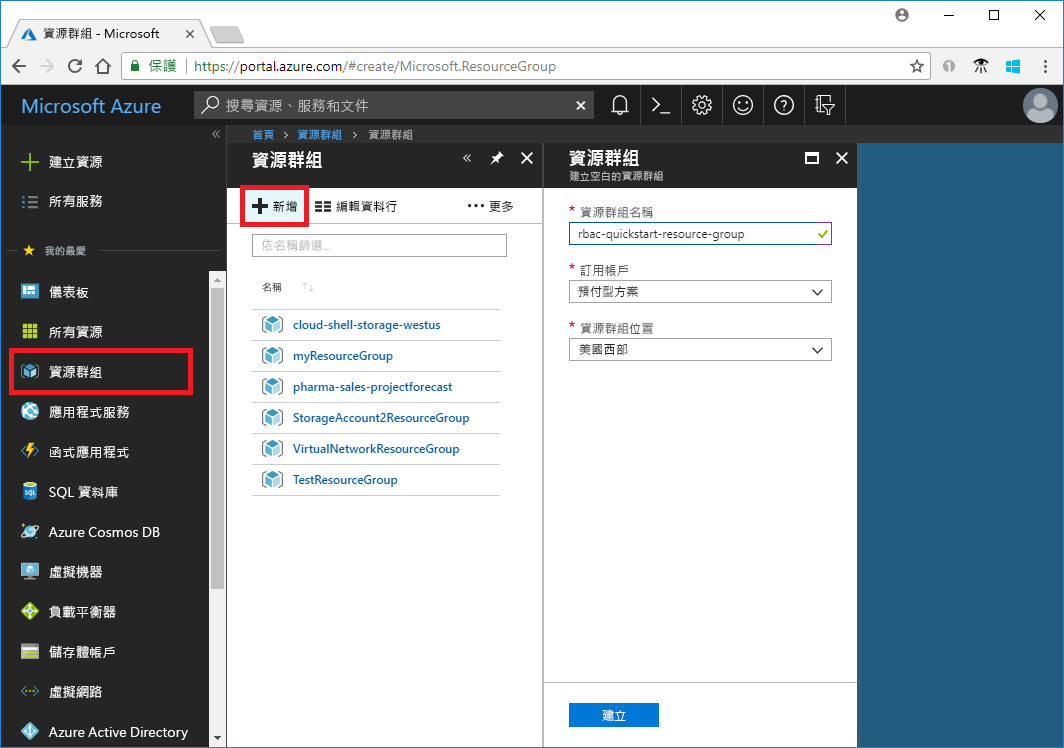 資源群組 - Microsoft
保護 https://portal.azure.com/#create/Microsoft.ResourceGroup
Microsoft Azure
搜尋資源、服務和文件
首頁 > 資源群組 > 資源群組
建立資源
所有服務
我的最愛
儀表板
所有資源
資源群組
應用程式服務
函式應用程式
SQL 資料庫
Azure Cosmos DB
虛擬機器
負載平衡器
儲存體帳戶
虛擬網路
Azure Active Directory
資源群組
新增
編輯資料行
更多
依名稱篩選...
名稱
cloud-shell-storage-westus
myResourceGroup
pharma-sales-projectforecast
StorageAccount2ResourceGroup
VirtualNetworkResourceGroup
TestResourceGroup
資源群組
建立空白的資源群組
* 資源群組名稱
rbac-quickstart-resource-group
* 訂用帳戶
預付型方案
* 資源群組位置
美國西部
建立